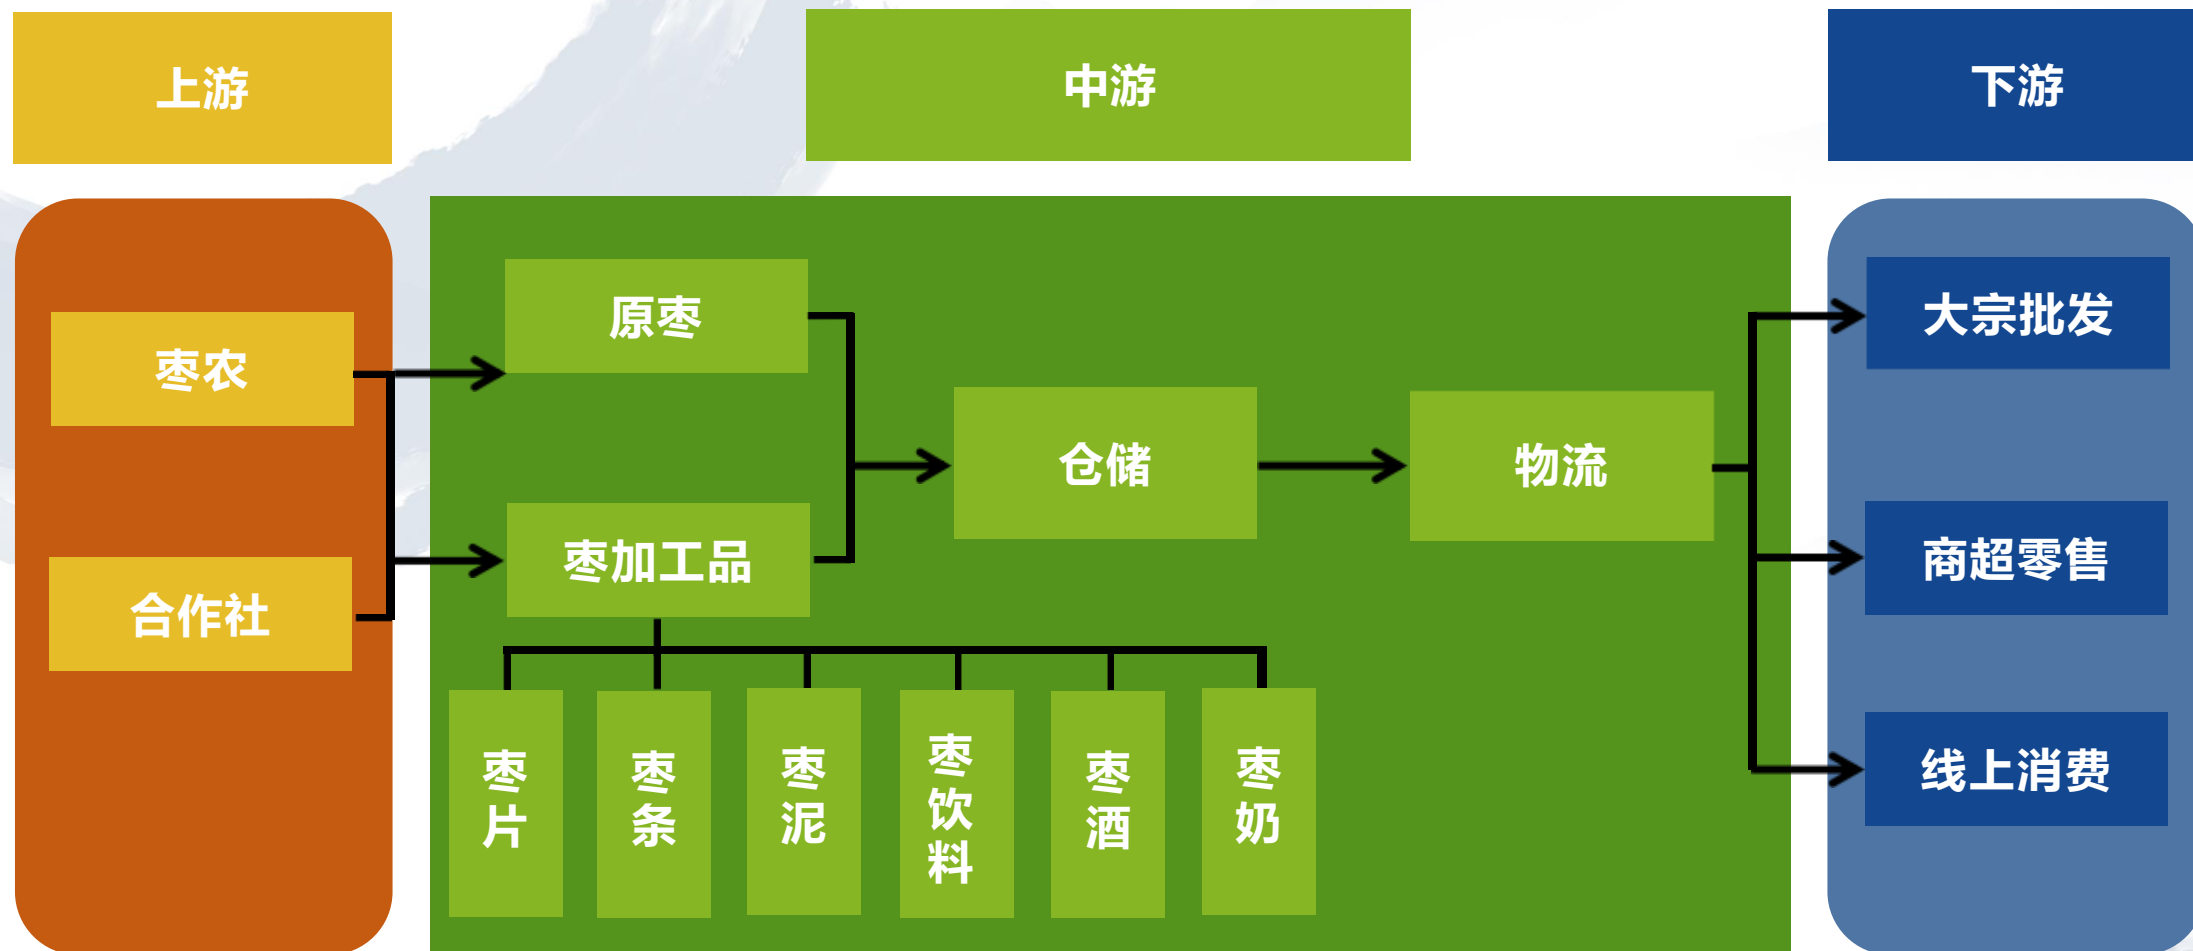 上游
中游
下游
枣农
合作社
原枣
枣加工品
仓储
物流
枣片
枣条
枣泥
枣饮料
枣酒
枣奶
大宗批发
商超零售
线上消费